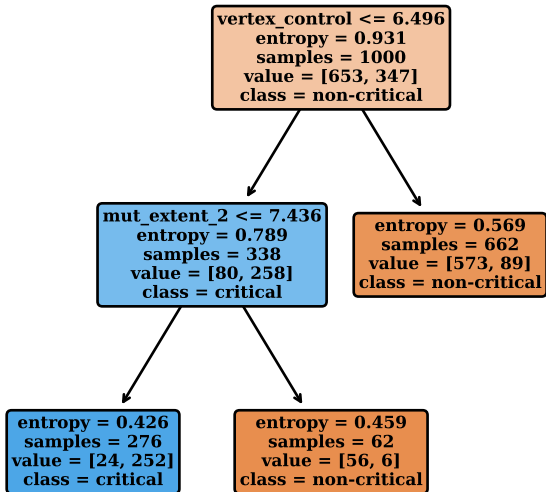 vertex_control <= 6.496
entropy = 0.931
samples = 1000
value = [653, 347]
class = non-critical
mut_extent_2 <= 7.436
entropy = 0.789
samples = 338
value = [80, 258]
class = critical
entropy = 0.569
samples = 662
value = [573, 89]
class = non-critical
entropy = 0.426
samples = 276
value = [24, 252]
class = critical
entropy = 0.459
samples = 62
value = [56, 6]
class = non-critical